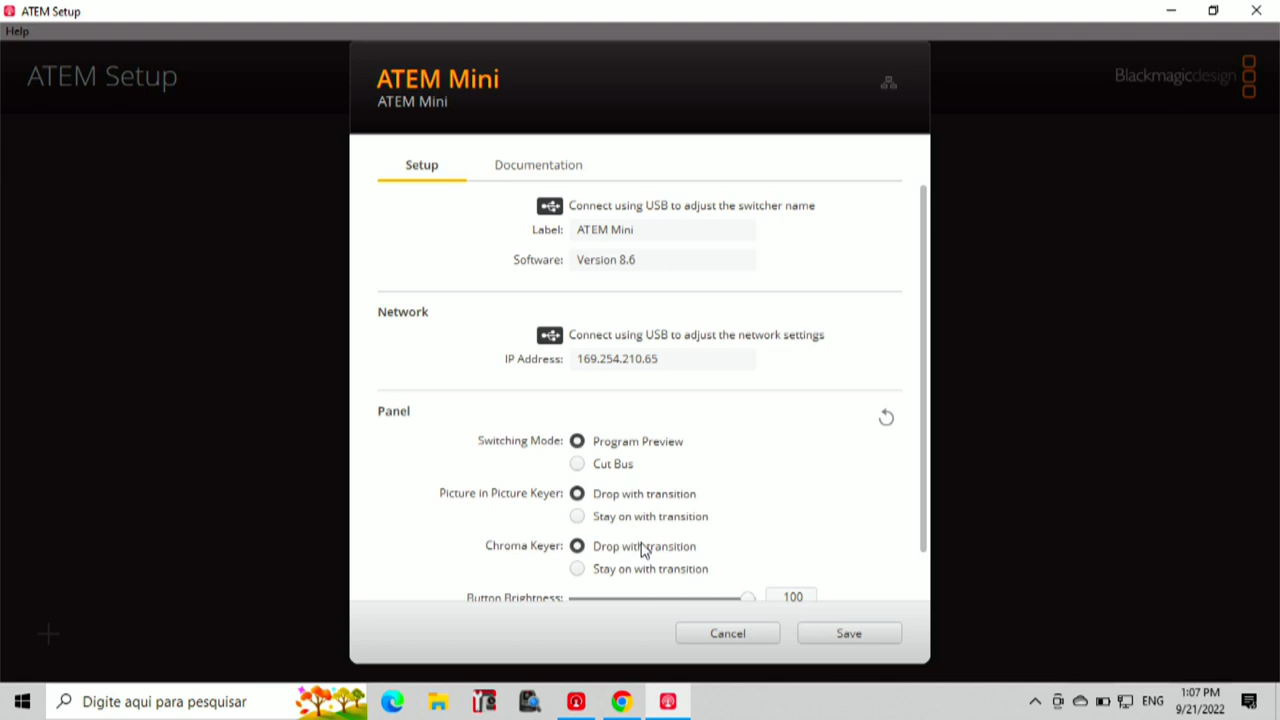 ATEM Setup
Help
ATEM Setup
Blackmagicdesign
ATEM Mini
ATEM Mini
Setup
Documentation
Connect using USB to adjust the switcher name
Label: ATEM Mini
Software: Version 8.6
Network
Connect using USB to adjust the network settings
IP Address: 169.254.210.65
Panel
Switching Mode: Program Preview
Cut Bus
Picture in Picture Keyer: Drop with transition
Stay on with transition
Chroma Keyer: Drop with transition
Stay on with transition
Button Brightness: 100
Cancel
Save
Digite aqui para pesquisar
ENG
1:07 PM
9/21/2022